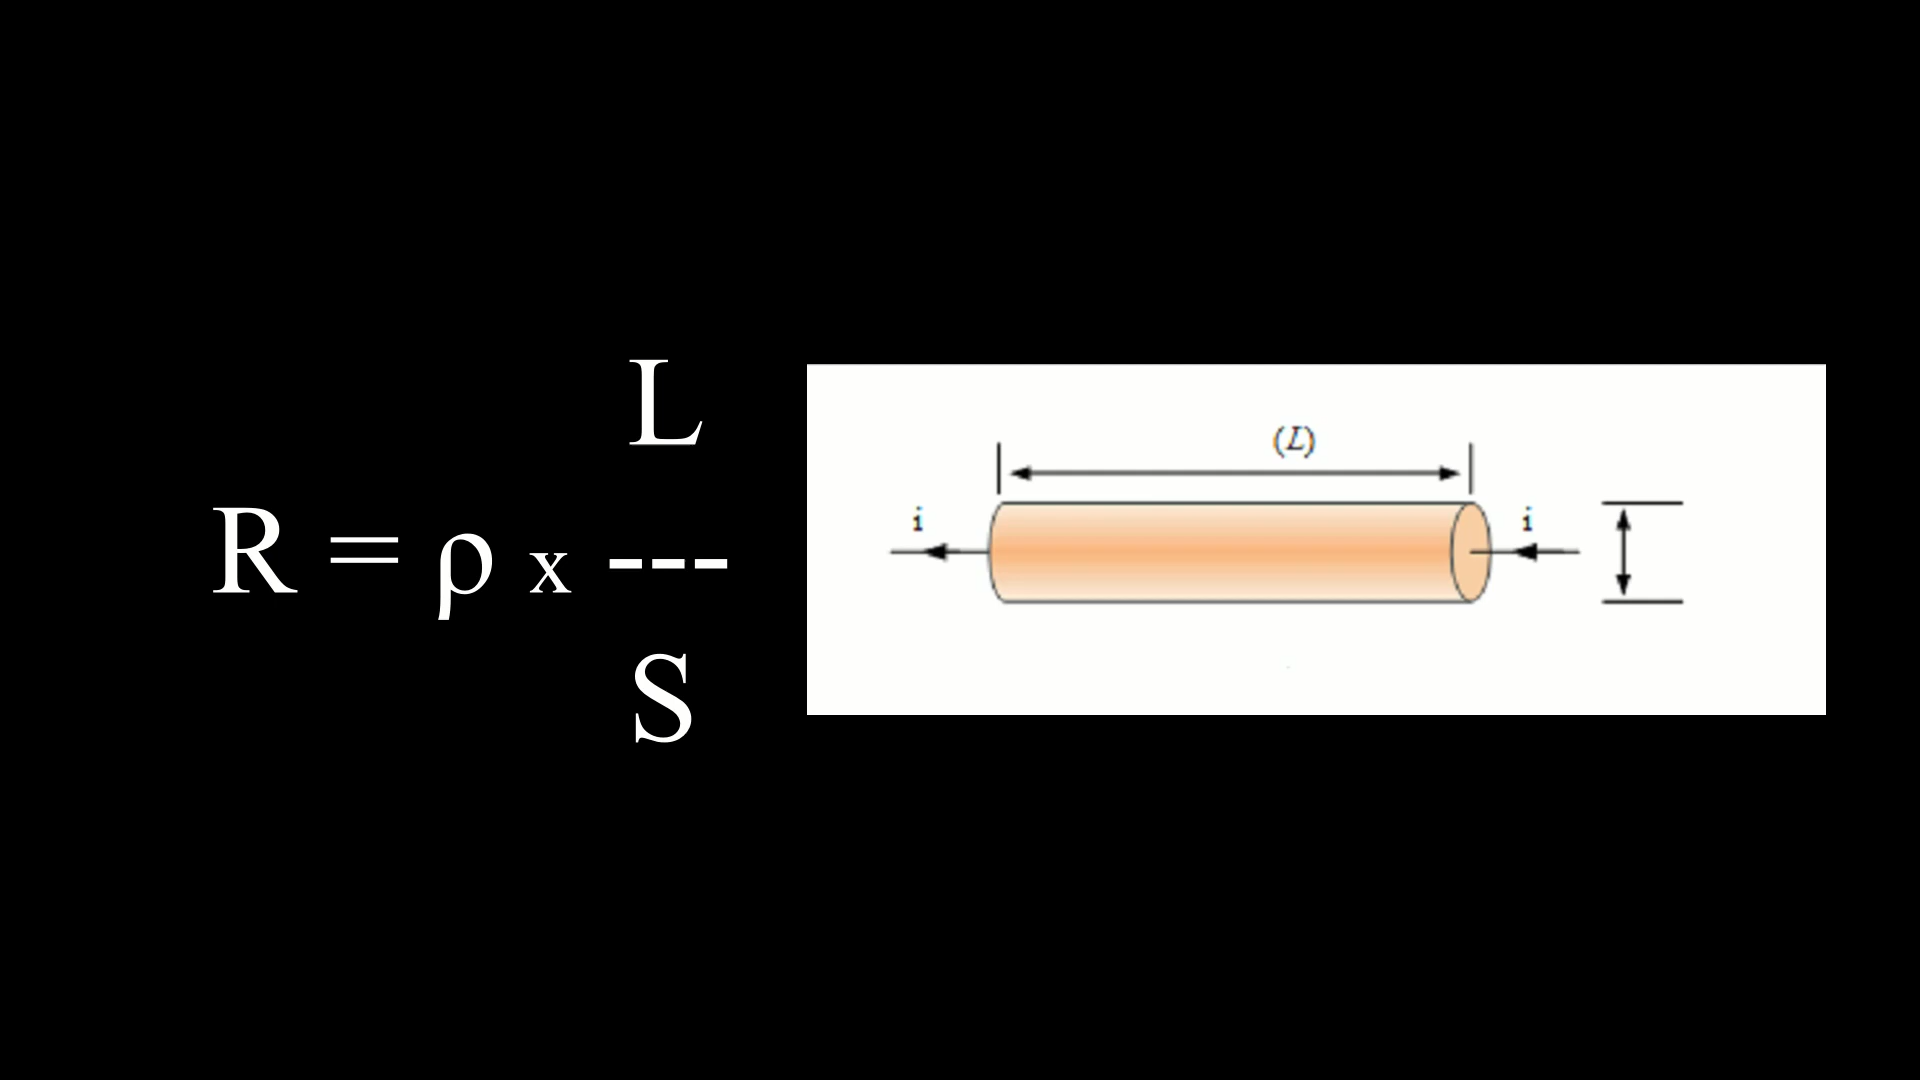 L
R = ρ x ---
S
(L)
i
i